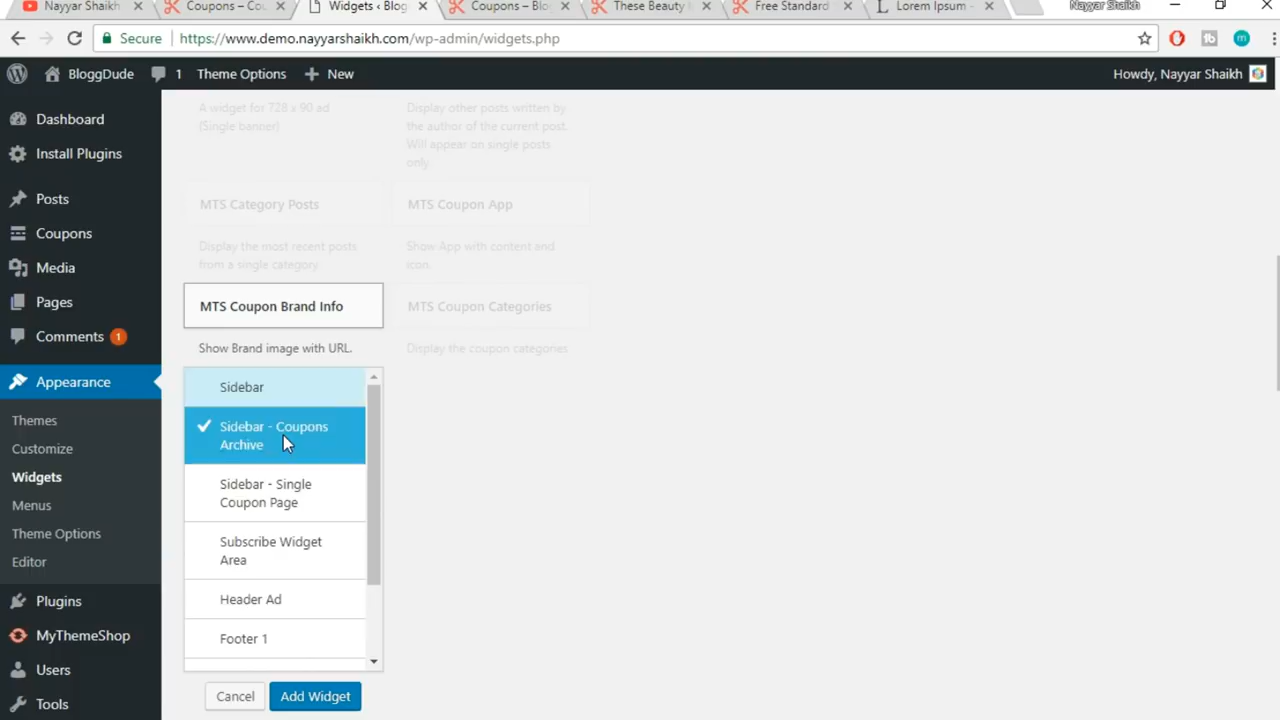 Nayyar Shaikh
Coupons – Cou
Widgets ‹ Blog
Coupons – Blo
These Beauty
Free Standard
Lorem Ipsum -
Nayyar Shaikh
Secure
https://www.demo.nayyarshaikh.com/wp-admin/widgets.php
BloggDude
1
Theme Options
New
Howdy, Nayyar Shaikh
Dashboard
Install Plugins
Posts
Coupons
Media
Pages
Comments 1
Appearance
Themes
Customize
Widgets
Menus
Theme Options
Editor
Plugins
MyThemeShop
Users
Tools
A widget for 728 x 90 ad
(Single banner)
Display other posts written by
the author of the current post.
Will appear on single posts
only.
MTS Category Posts
MTS Coupon App
Display the most recent posts
from a single category
Show App with content and
icon.
MTS Coupon Brand Info
MTS Coupon Categories
Show Brand image with URL.
Display the coupon categories
Sidebar
Sidebar - Coupons
Archive
Sidebar - Single
Coupon Page
Subscribe Widget
Area
Header Ad
Footer 1
Cancel
Add Widget